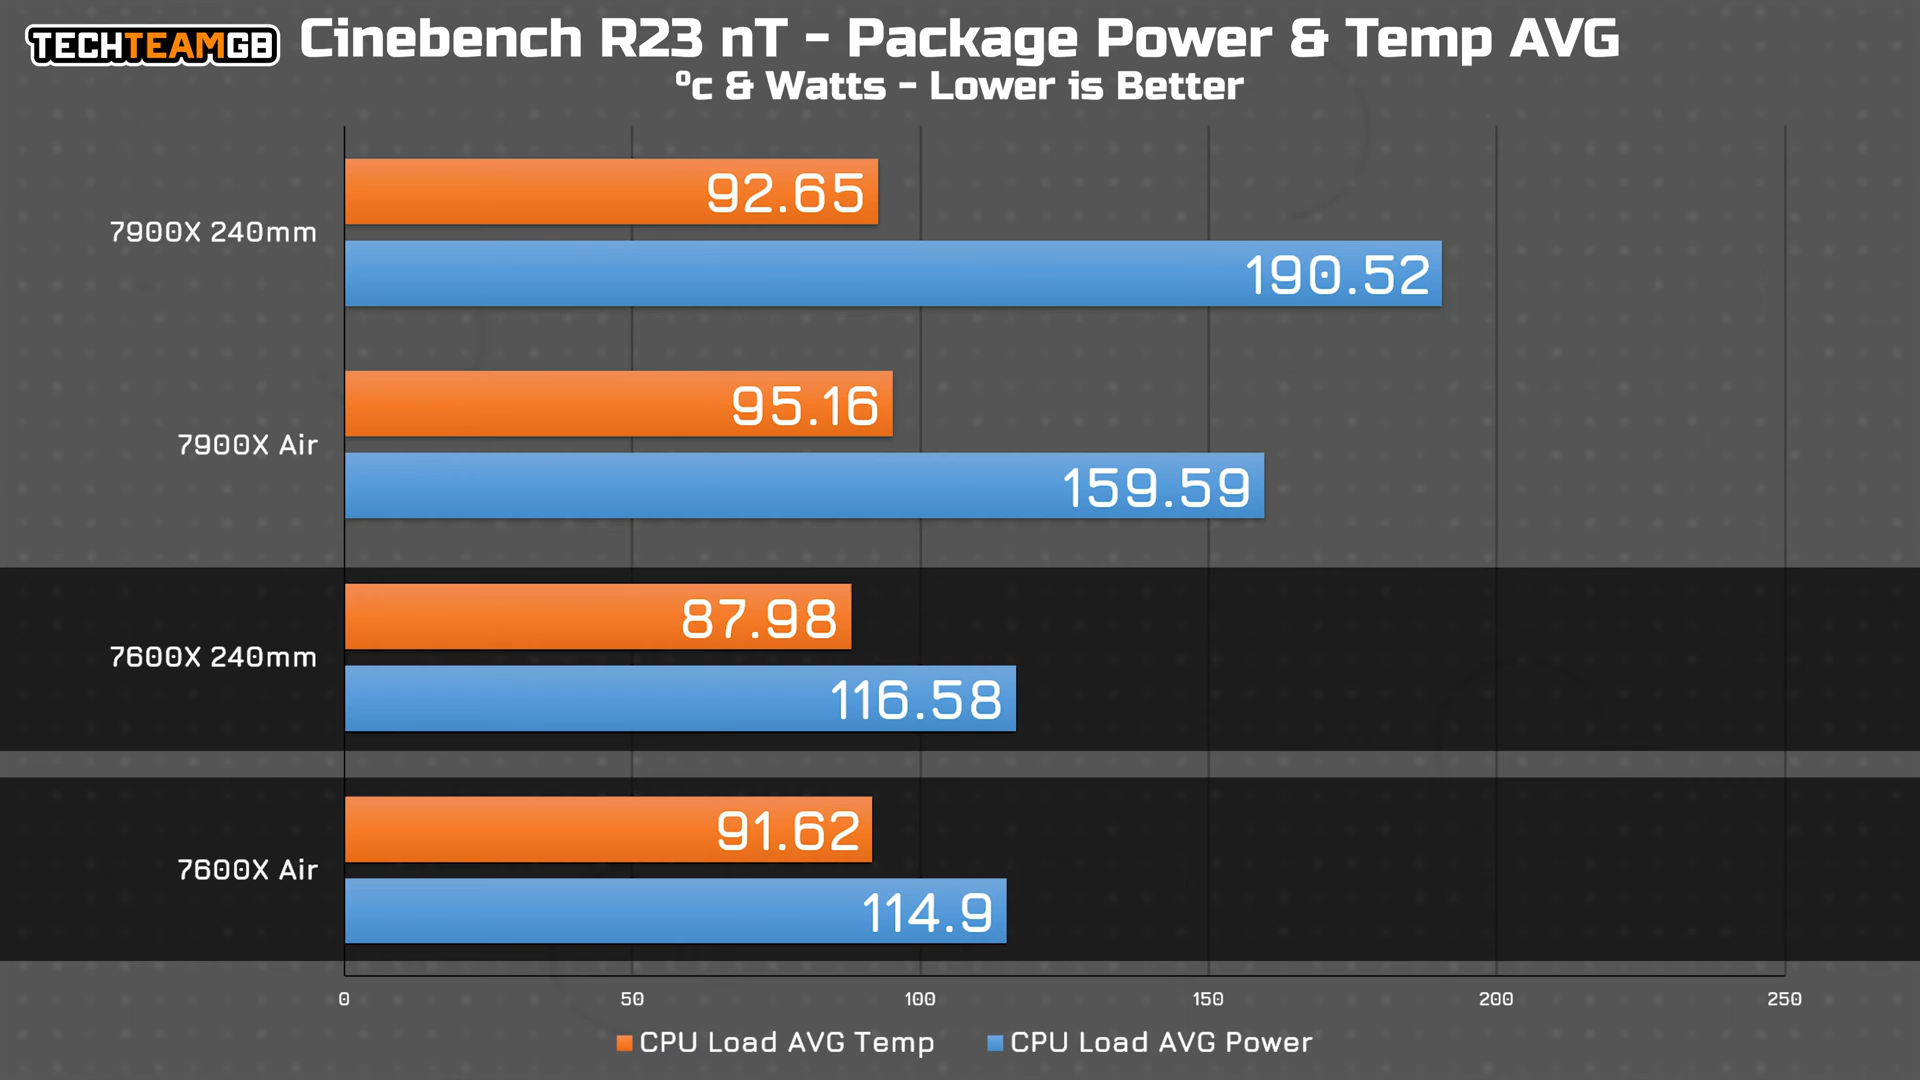 TECHTEAMGB
Cinebench R23 nT - Package Power & Temp AVG
ºc & Watts - Lower is Better
7900X 240mm
92.65
190.52
7900X Air
95.16
159.59
7600X 240mm
87.98
116.58
7600X Air
91.62
114.9
0 50 100 150 200 250
CPU Load AVG Temp CPU Load AVG Power